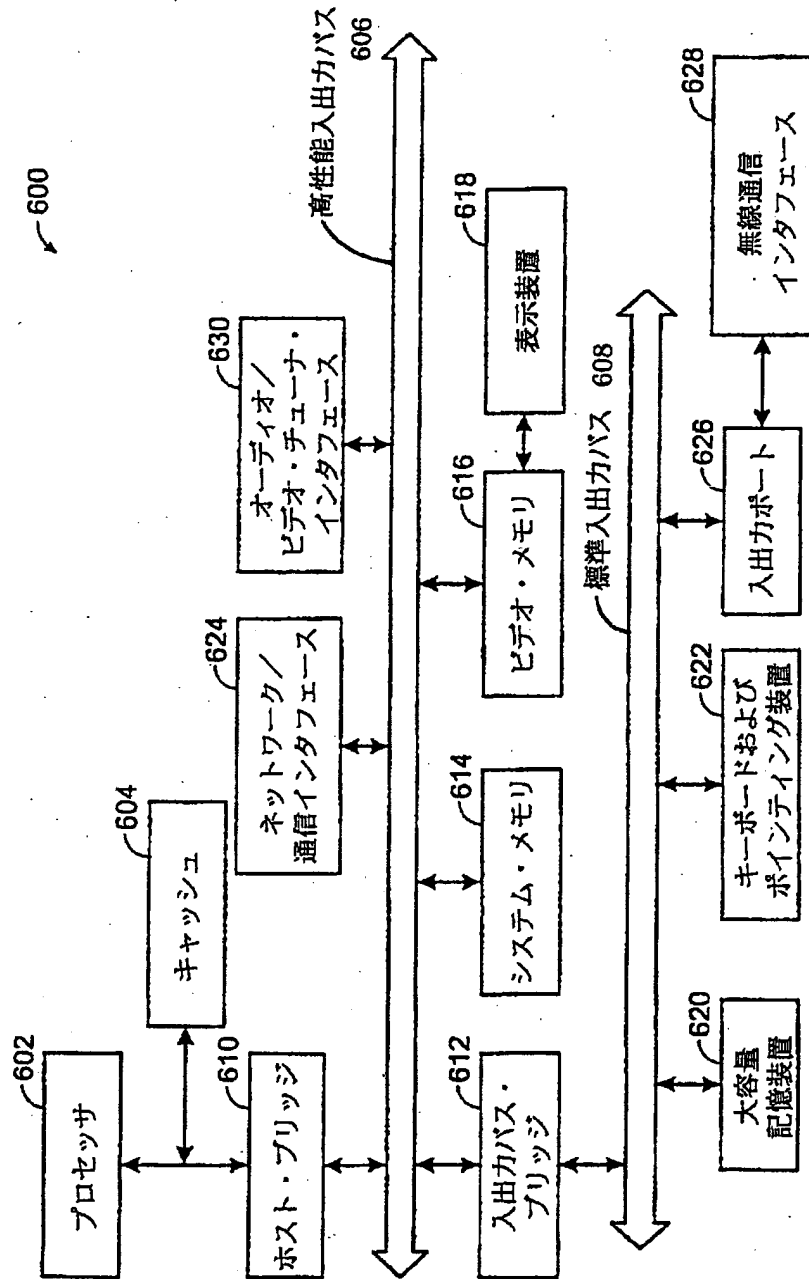 600
602
プロセッサ
604
キャッシュ
610
ホスト・ブリッジ
624
ネットワーク／
通信インタフェース
630
オーディオ／
ビデオ・チューナ・
インタフェース
高性能入出力バス
606
612
入出力バス・
ブリッジ
614
システム・メモリ
616
ビデオ・メモリ
618
表示装置
標準入出力バス 608
620
大容量
記憶装置
622
キーボードおよび
ポインティング装置
626
入出力ポート
628
無線通信
インタフェース